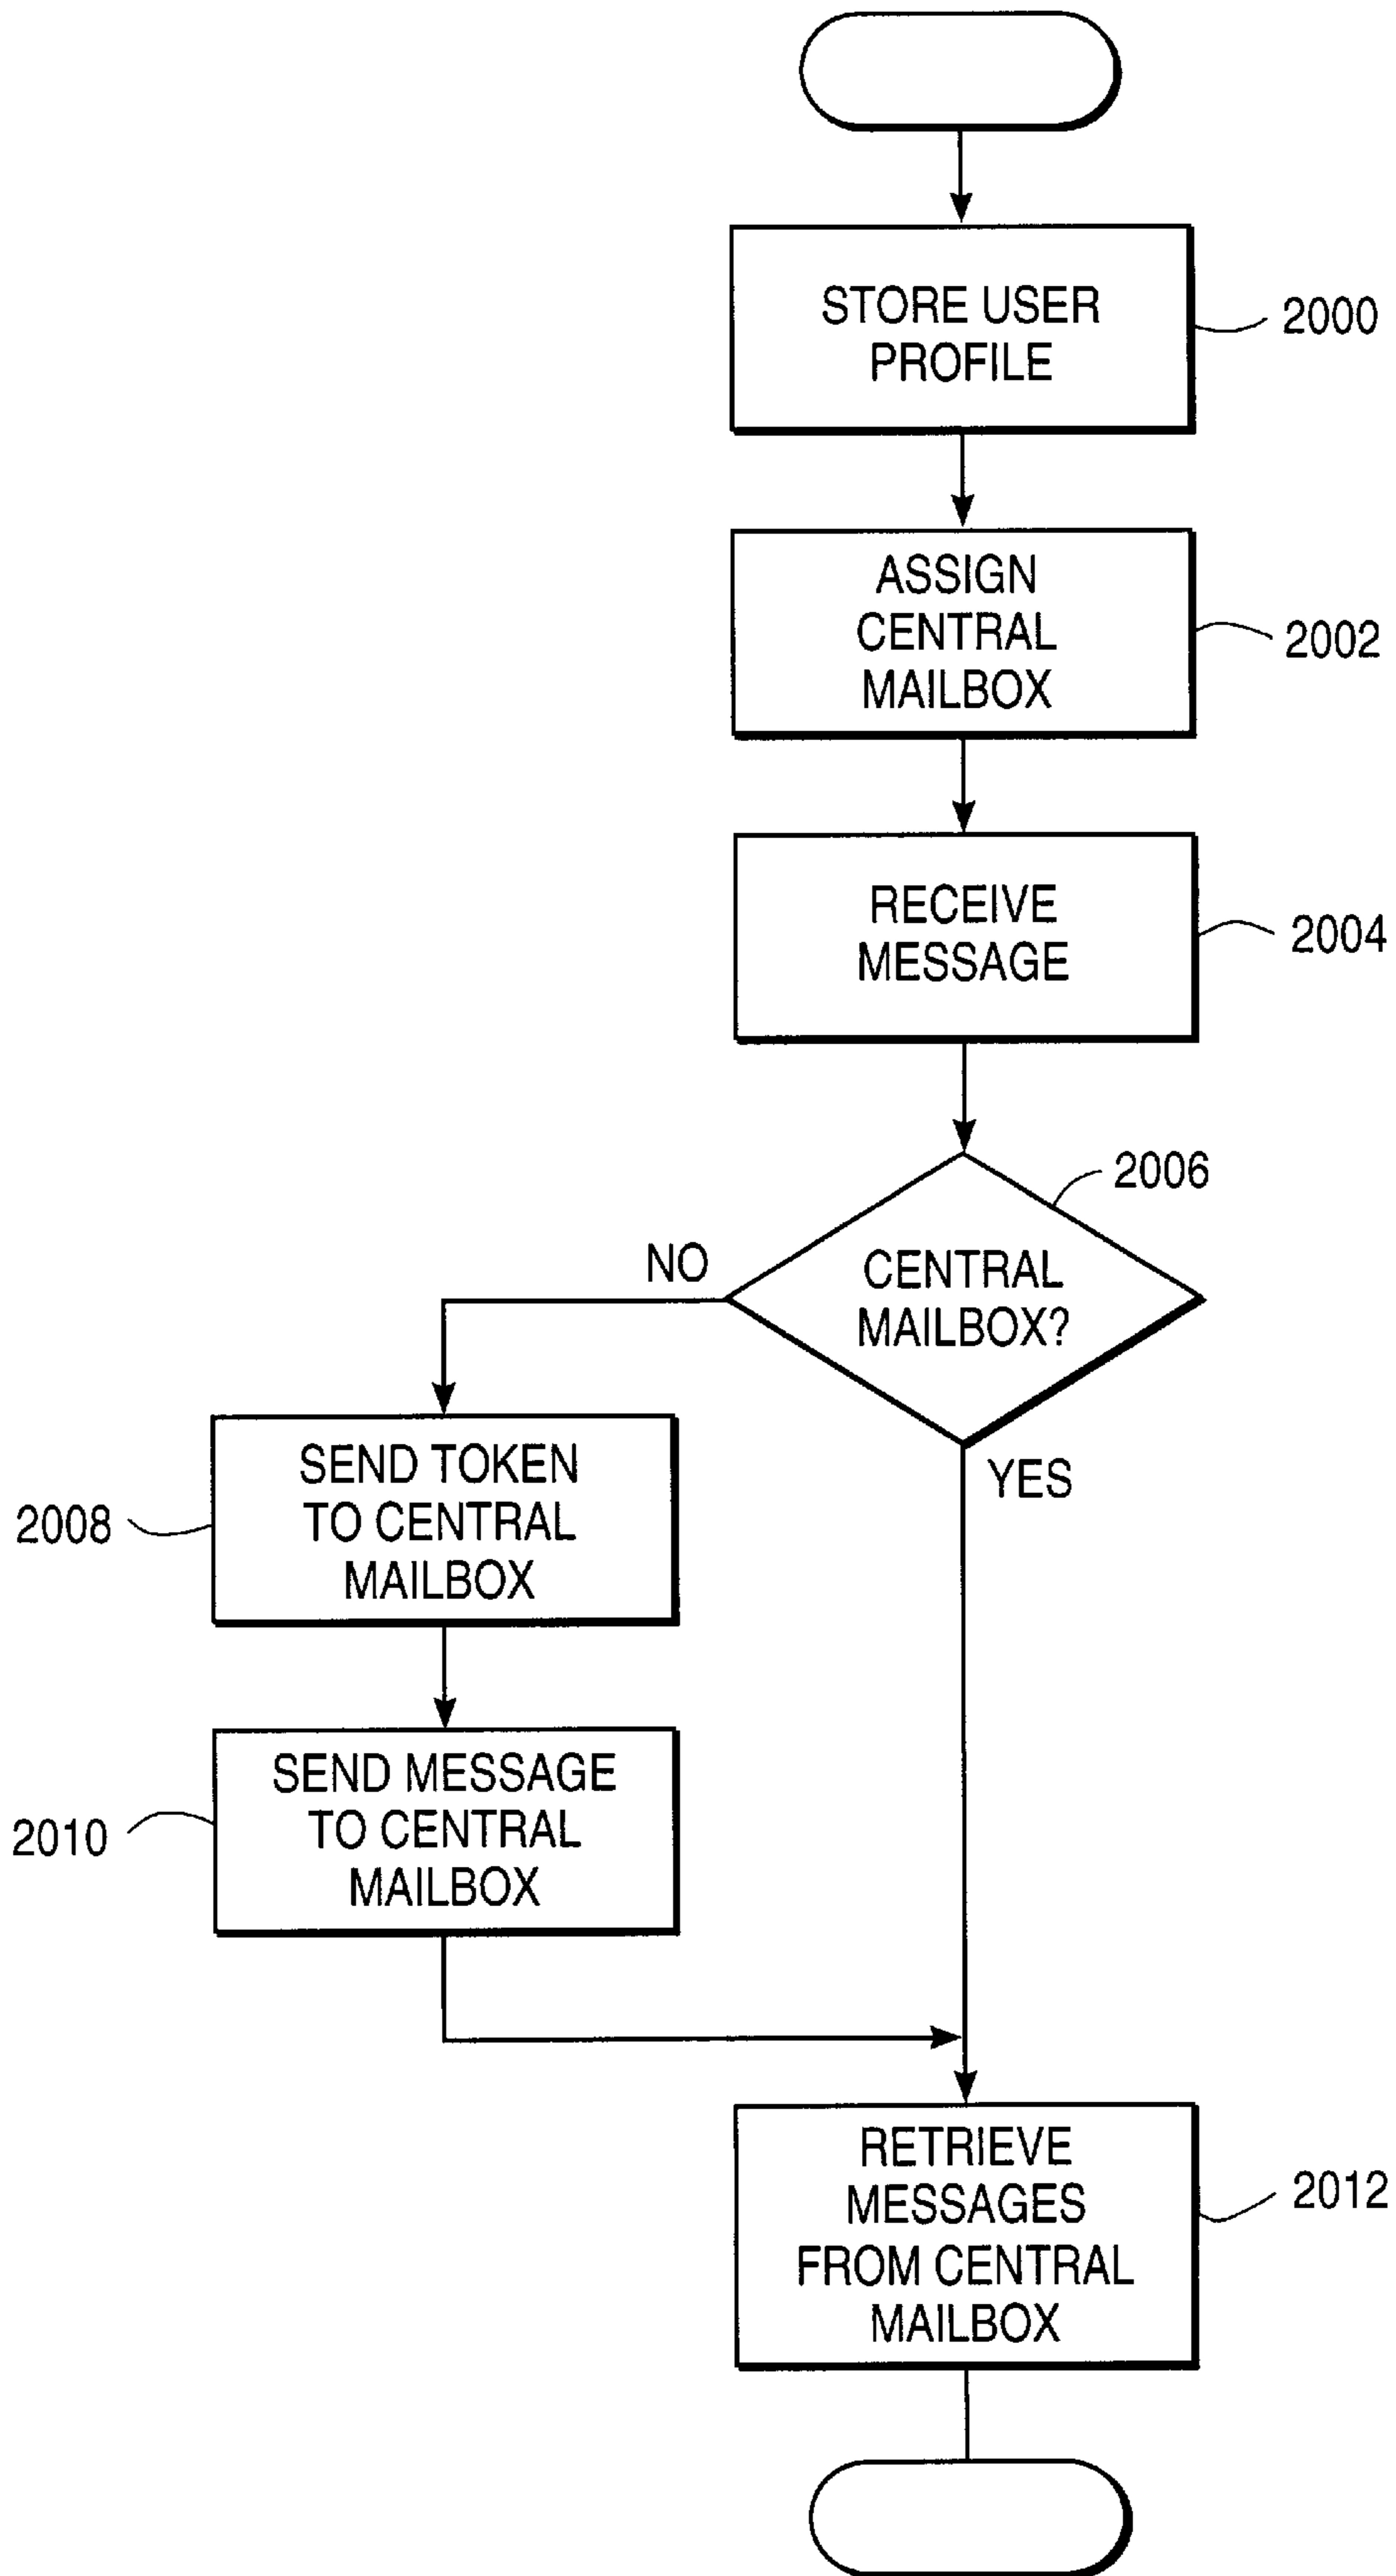 STORE USER
PROFILE
2000
ASSIGN
CENTRAL
MAILBOX
2002
RECEIVE
MESSAGE
2004
2006
CENTRAL
MAILBOX?
NO
YES
SEND TOKEN
TO CENTRAL
MAILBOX
2008
SEND MESSAGE
TO CENTRAL
MAILBOX
2010
RETRIEVE
MESSAGES
FROM CENTRAL
MAILBOX
2012